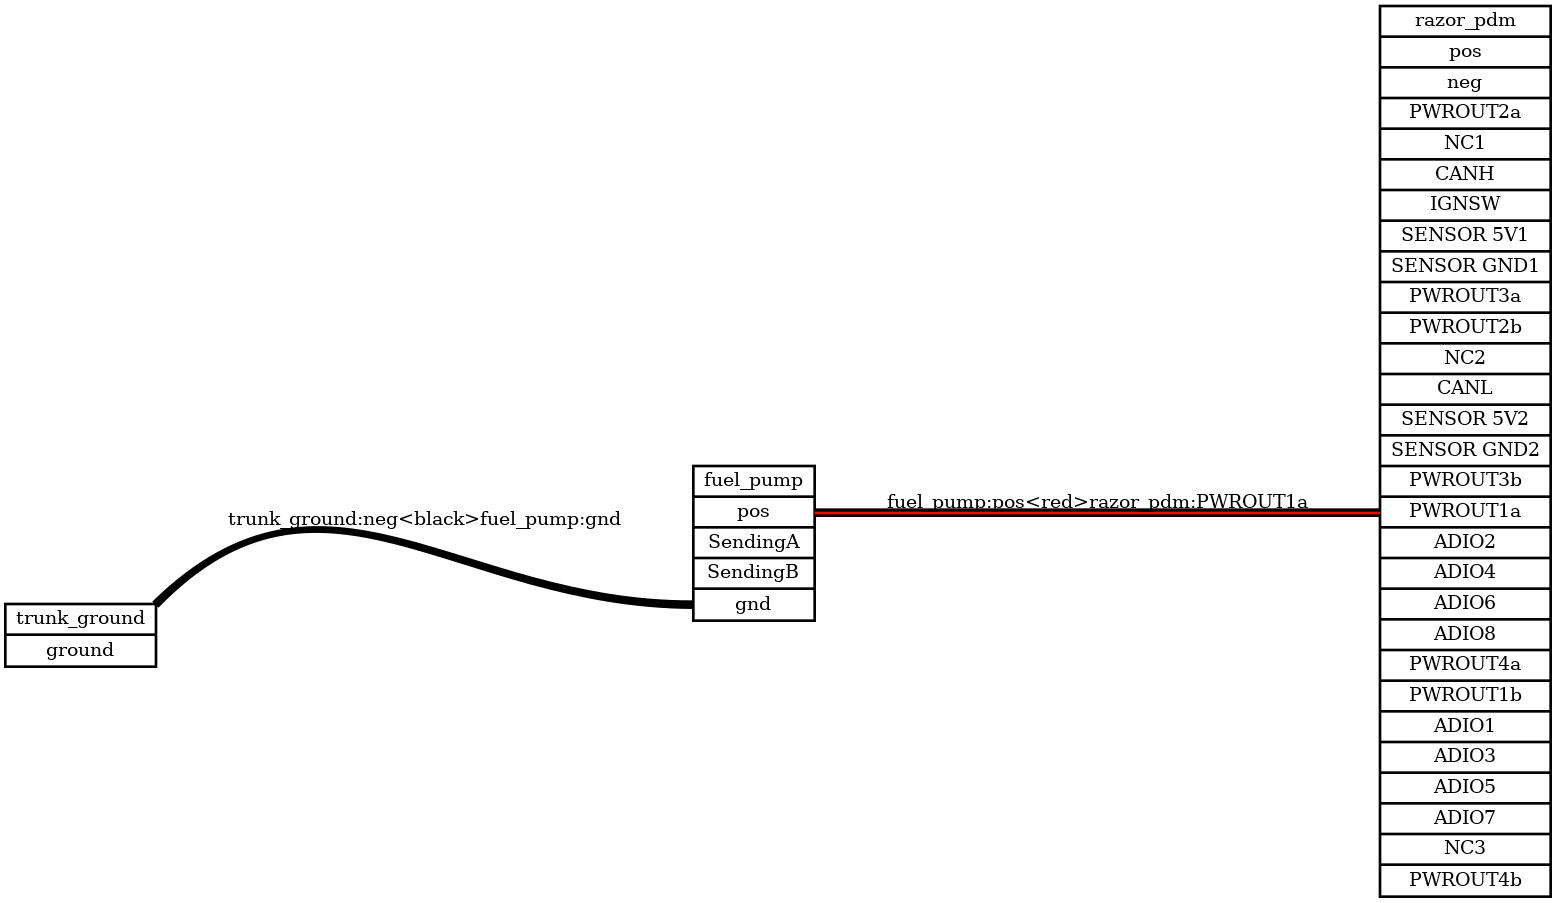 trunk_ground
ground
trunk_ground:neg<black>fuel_pump:gnd
fuel_pump
pos
SendingA
SendingB
gnd
fuel_pump:pos<red>razor_pdm:PWROUT1a
razor_pdm
pos
neg
PWROUT2a
NC1
CANH
IGNSW
SENSOR 5V1
SENSOR GND1
PWROUT3a
PWROUT2b
NC2
CANL
SENSOR 5V2
SENSOR GND2
PWROUT3b
PWROUT1a
ADIO2
ADIO4
ADIO6
ADIO8
PWROUT4a
PWROUT1b
ADIO1
ADIO3
ADIO5
ADIO7
NC3
PWROUT4b